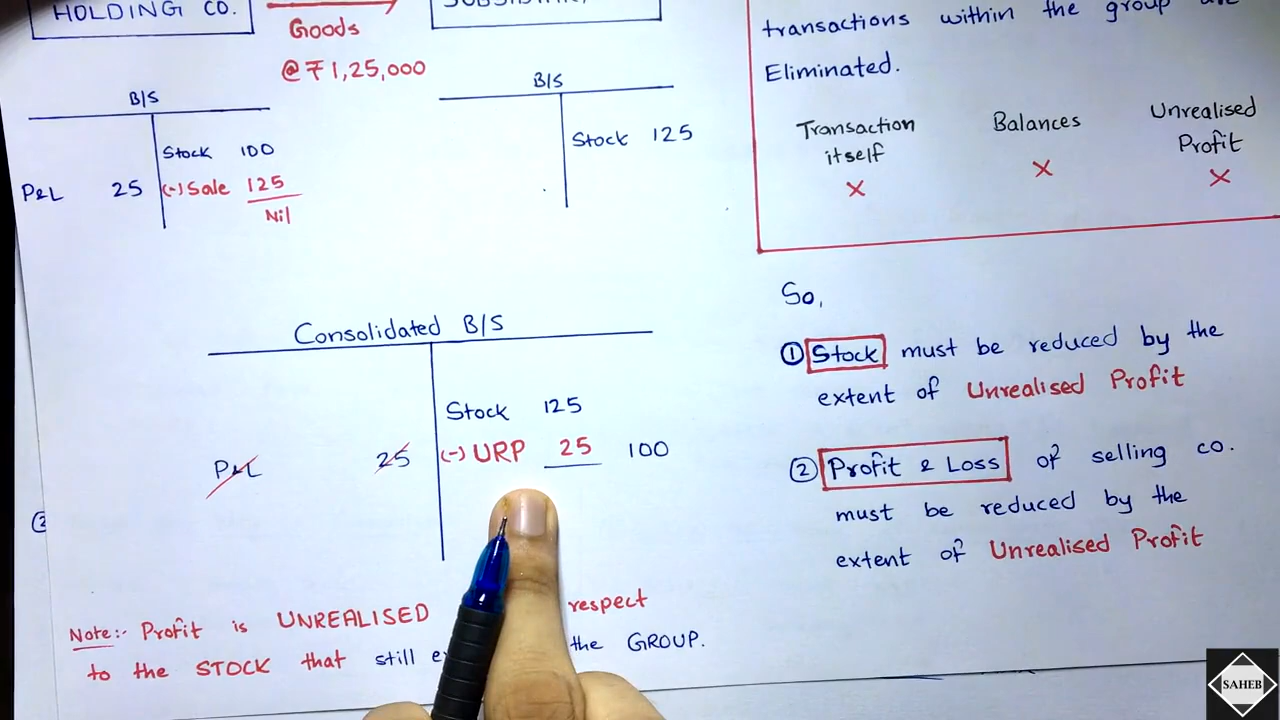 HOLDING CO.
Goods
@ ₹1,25,000
B/S
Stock 100
P&L 25 (-) Sale 125
Nil
B/S
Stock 125
transactions within the group
Eliminated.
Transaction
itself
×
Balances
×
Unrealised
Profit
×
Consolidated B/S
Stock 125
P&L 25 (-) URP 25 100
So,
① Stock must be reduced by the
extent of Unrealised Profit
② Profit & Loss of selling co.
must be reduced by the
extent of Unrealised Profit
②
Note:- Profit is UNREALISED respect
to the STOCK that still the GROUP.
SAHEB